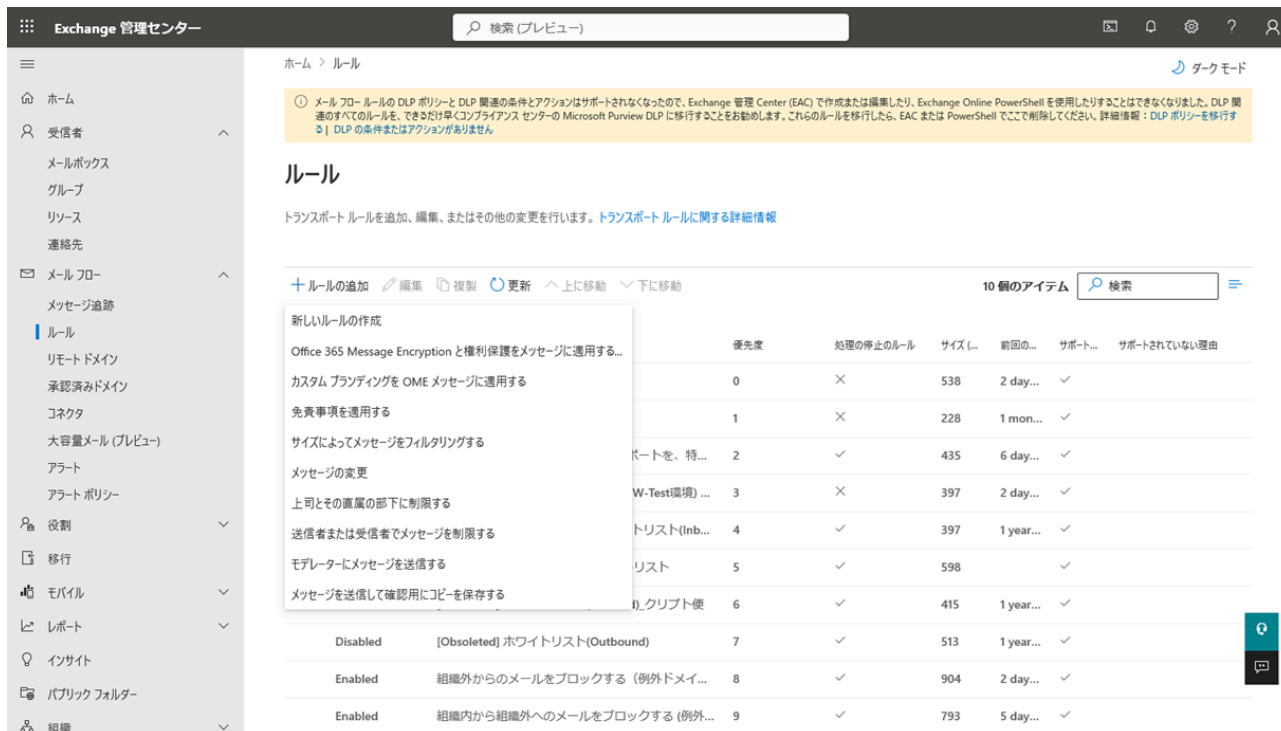 Exchange 管理センター
検索 (プレビュー)
ホーム > ルール
ダーク モード
ホーム
受信者
メールボックス
グループ
リソース
連絡先
メール フロー
メッセージ追跡
ルール
リモート ドメイン
承認済みドメイン
コネクタ
大容量メール (プレビュー)
アラート
アラート ポリシー
役割
移行
モバイル
レポート
インサイト
パブリック フォルダー
組織
メール フロー ルールの DLP ポリシーと DLP 関連の条件とアクションはサポートされなくなったので、Exchange 管理 Center (EAC) で作成または編集したり、Exchange Online PowerShell を使用したりすることはできなくなりました。DLP 関
連のすべてのルールを、できるだけ早くコンプライアンス センターの Microsoft Purview DLP に移行することをお勧めします。これらのルールを移行したら、EAC または PowerShell でここで削除してください。詳細情報：DLP ポリシーを移行す
る | DLP の条件またはアクションがありません
ルール
トランスポート ルールを追加、編集、またはその他の変更を行います。トランスポート ルールに関する詳細情報
ルールの追加 編集 複製 更新 上に移動 下に移動 10 個のアイテム 検索
新しいルールの作成
Office 365 Message Encryption と権利保護をメッセージに適用する...
カスタム ブランディングを OME メッセージに適用する
免責事項を適用する
サイズによってメッセージをフィルタリングする
メッセージの変更
上司とその直属の部下に制限する
送信者または受信者でメッセージを制限する
モデレーターにメッセージを送信する
メッセージを送信して確認用にコピーを保存する
優先度 処理の停止のルール サイズ (... 前回の... サポート... サポートされていない理由
0 538 2 day...
1 228 1 mon...
ポートを、特... 2 435 6 day...
W-Test環境) ... 3 397 2 day...
トリスト(Inb... 4 397 1 year...
リスト 5 598
)_クリプト便 6 415 1 year...
Disabled [Obsoleted] ホワイトリスト(Outbound) 7 513 1 year...
Enabled 組織外からのメールをブロックする（例外ドメイ... 8 904 2 day...
Enabled 組織内から組織外へのメールをブロックする (例外... 9 793 5 day...